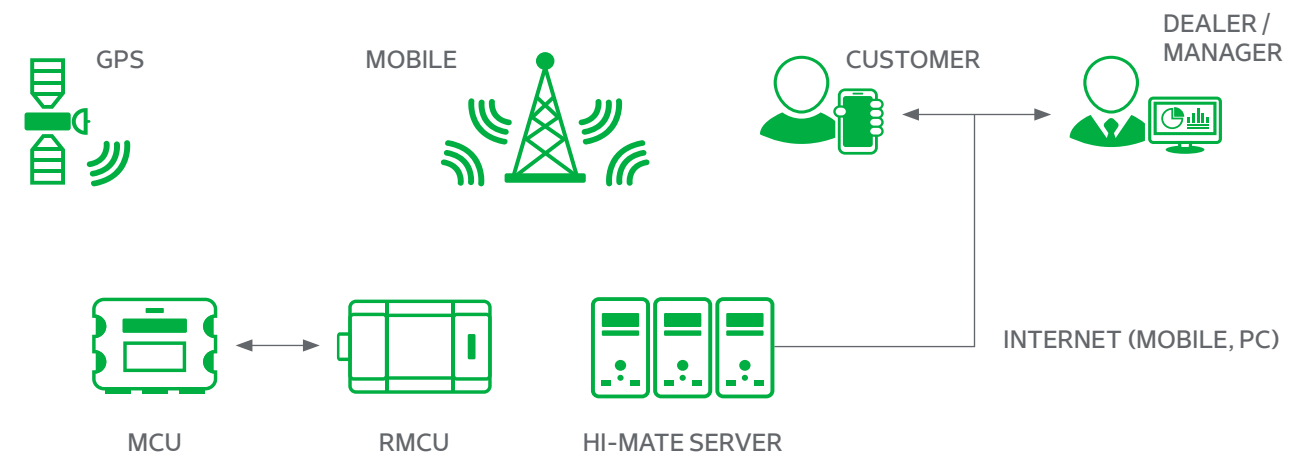 GPS
MOBILE
CUSTOMER
DEALER /
MANAGER
INTERNET (MOBILE, PC)
MCU
RMCU
HI-MATE SERVER